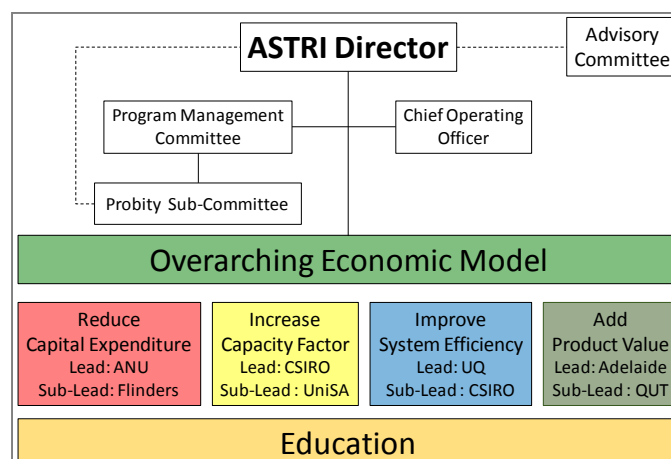 ASTRI Director
Advisory
Committee
Program Management
Committee
Chief Operating
Officer
Probity Sub-Committee
Overarching Economic Model
Reduce
Capital Expenditure
Lead: ANU
Sub-Lead: Flinders
Increase
Capacity Factor
Lead: CSIRO
Sub-Lead : UniSA
Improve
System Efficiency
Lead: UQ
Sub-Lead : CSIRO
Add
Product Value
Lead: Adelaide
Sub-Lead : QUT
Education